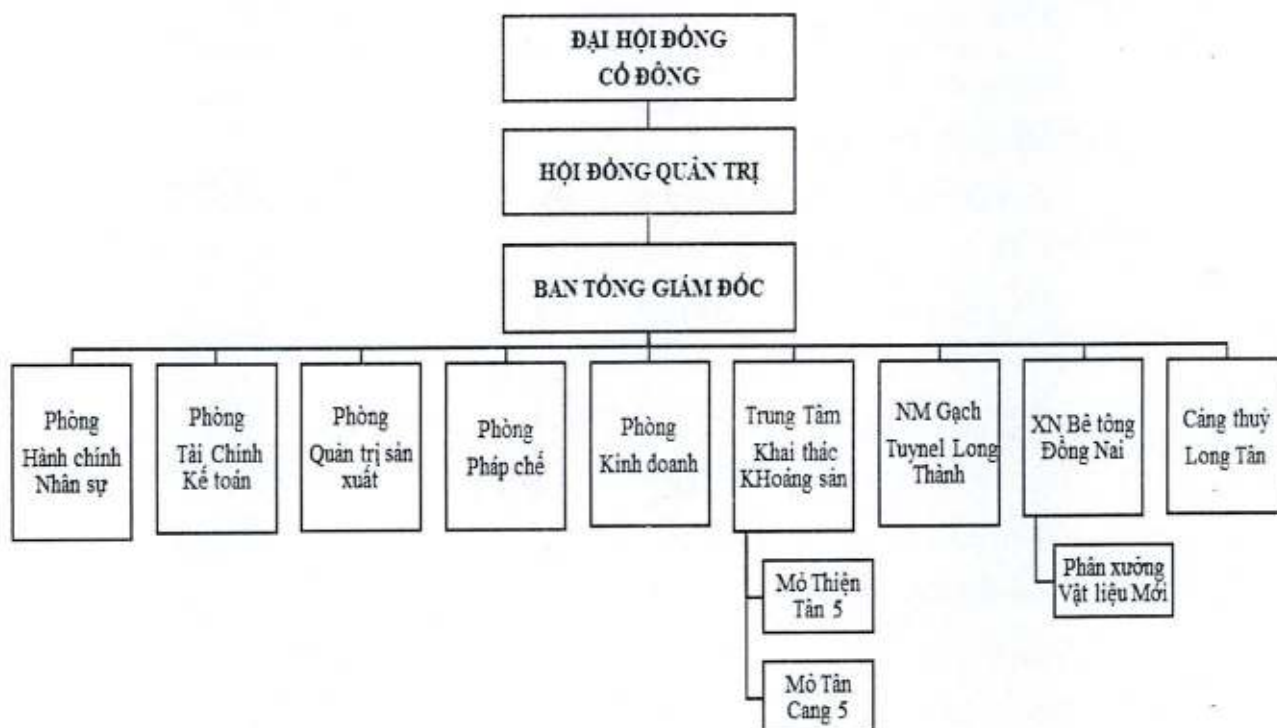 ĐẠI HỘI ĐỒNG
CỔ ĐÔNG
HỘI ĐỒNG QUẢN TRỊ
BAN TỔNG GIÁM ĐỐC
Phòng
Hành chính
Nhân sự
Phòng
Tài Chính
Kế toán
Phòng
Quản trị sản
xuất
Phòng
Pháp chế
Phòng
Kinh doanh
Trung Tâm
Khai thác
KHoáng sản
NM Gạch
Tuynel Long
Thành
XN Bê tông
Đồng Nai
Cảng thuỷ
Long Tân
Mỏ Thiện
Tân 5
Mỏ Tân
Cang 5
Phân xưởng
Vật liệu Mới